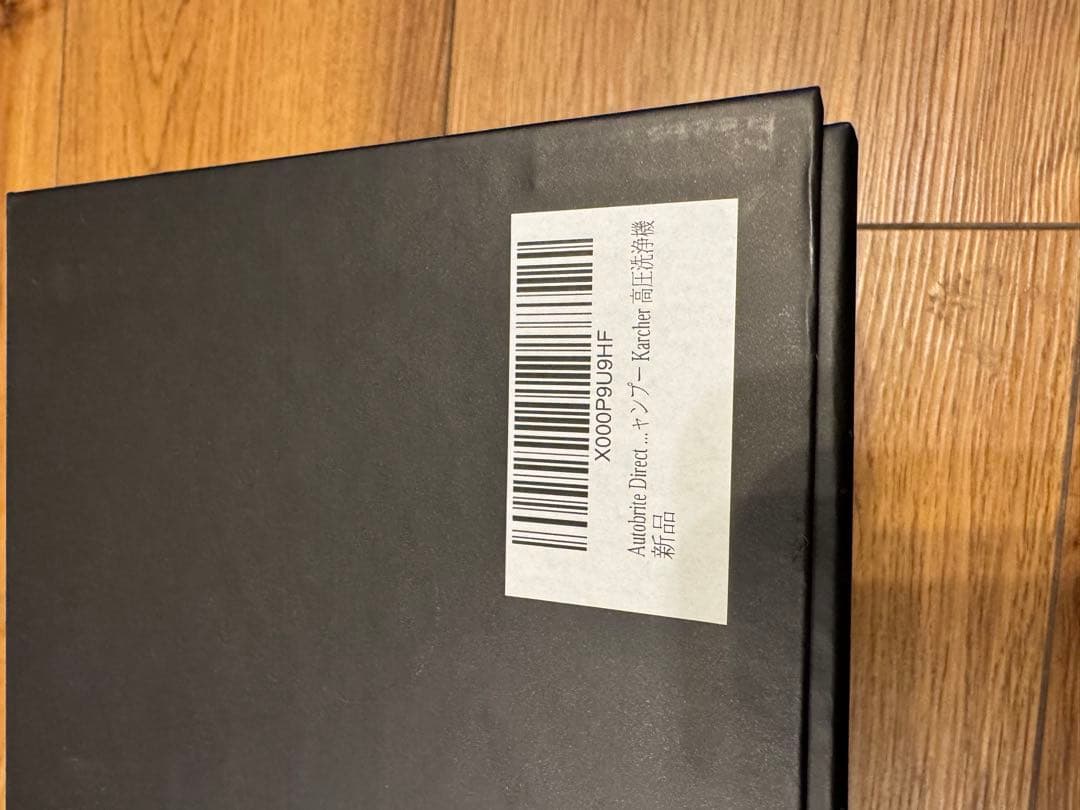 X000P9U9HF
Autobrite Direct ... ャンプー Karcher 高圧洗浄機
新品